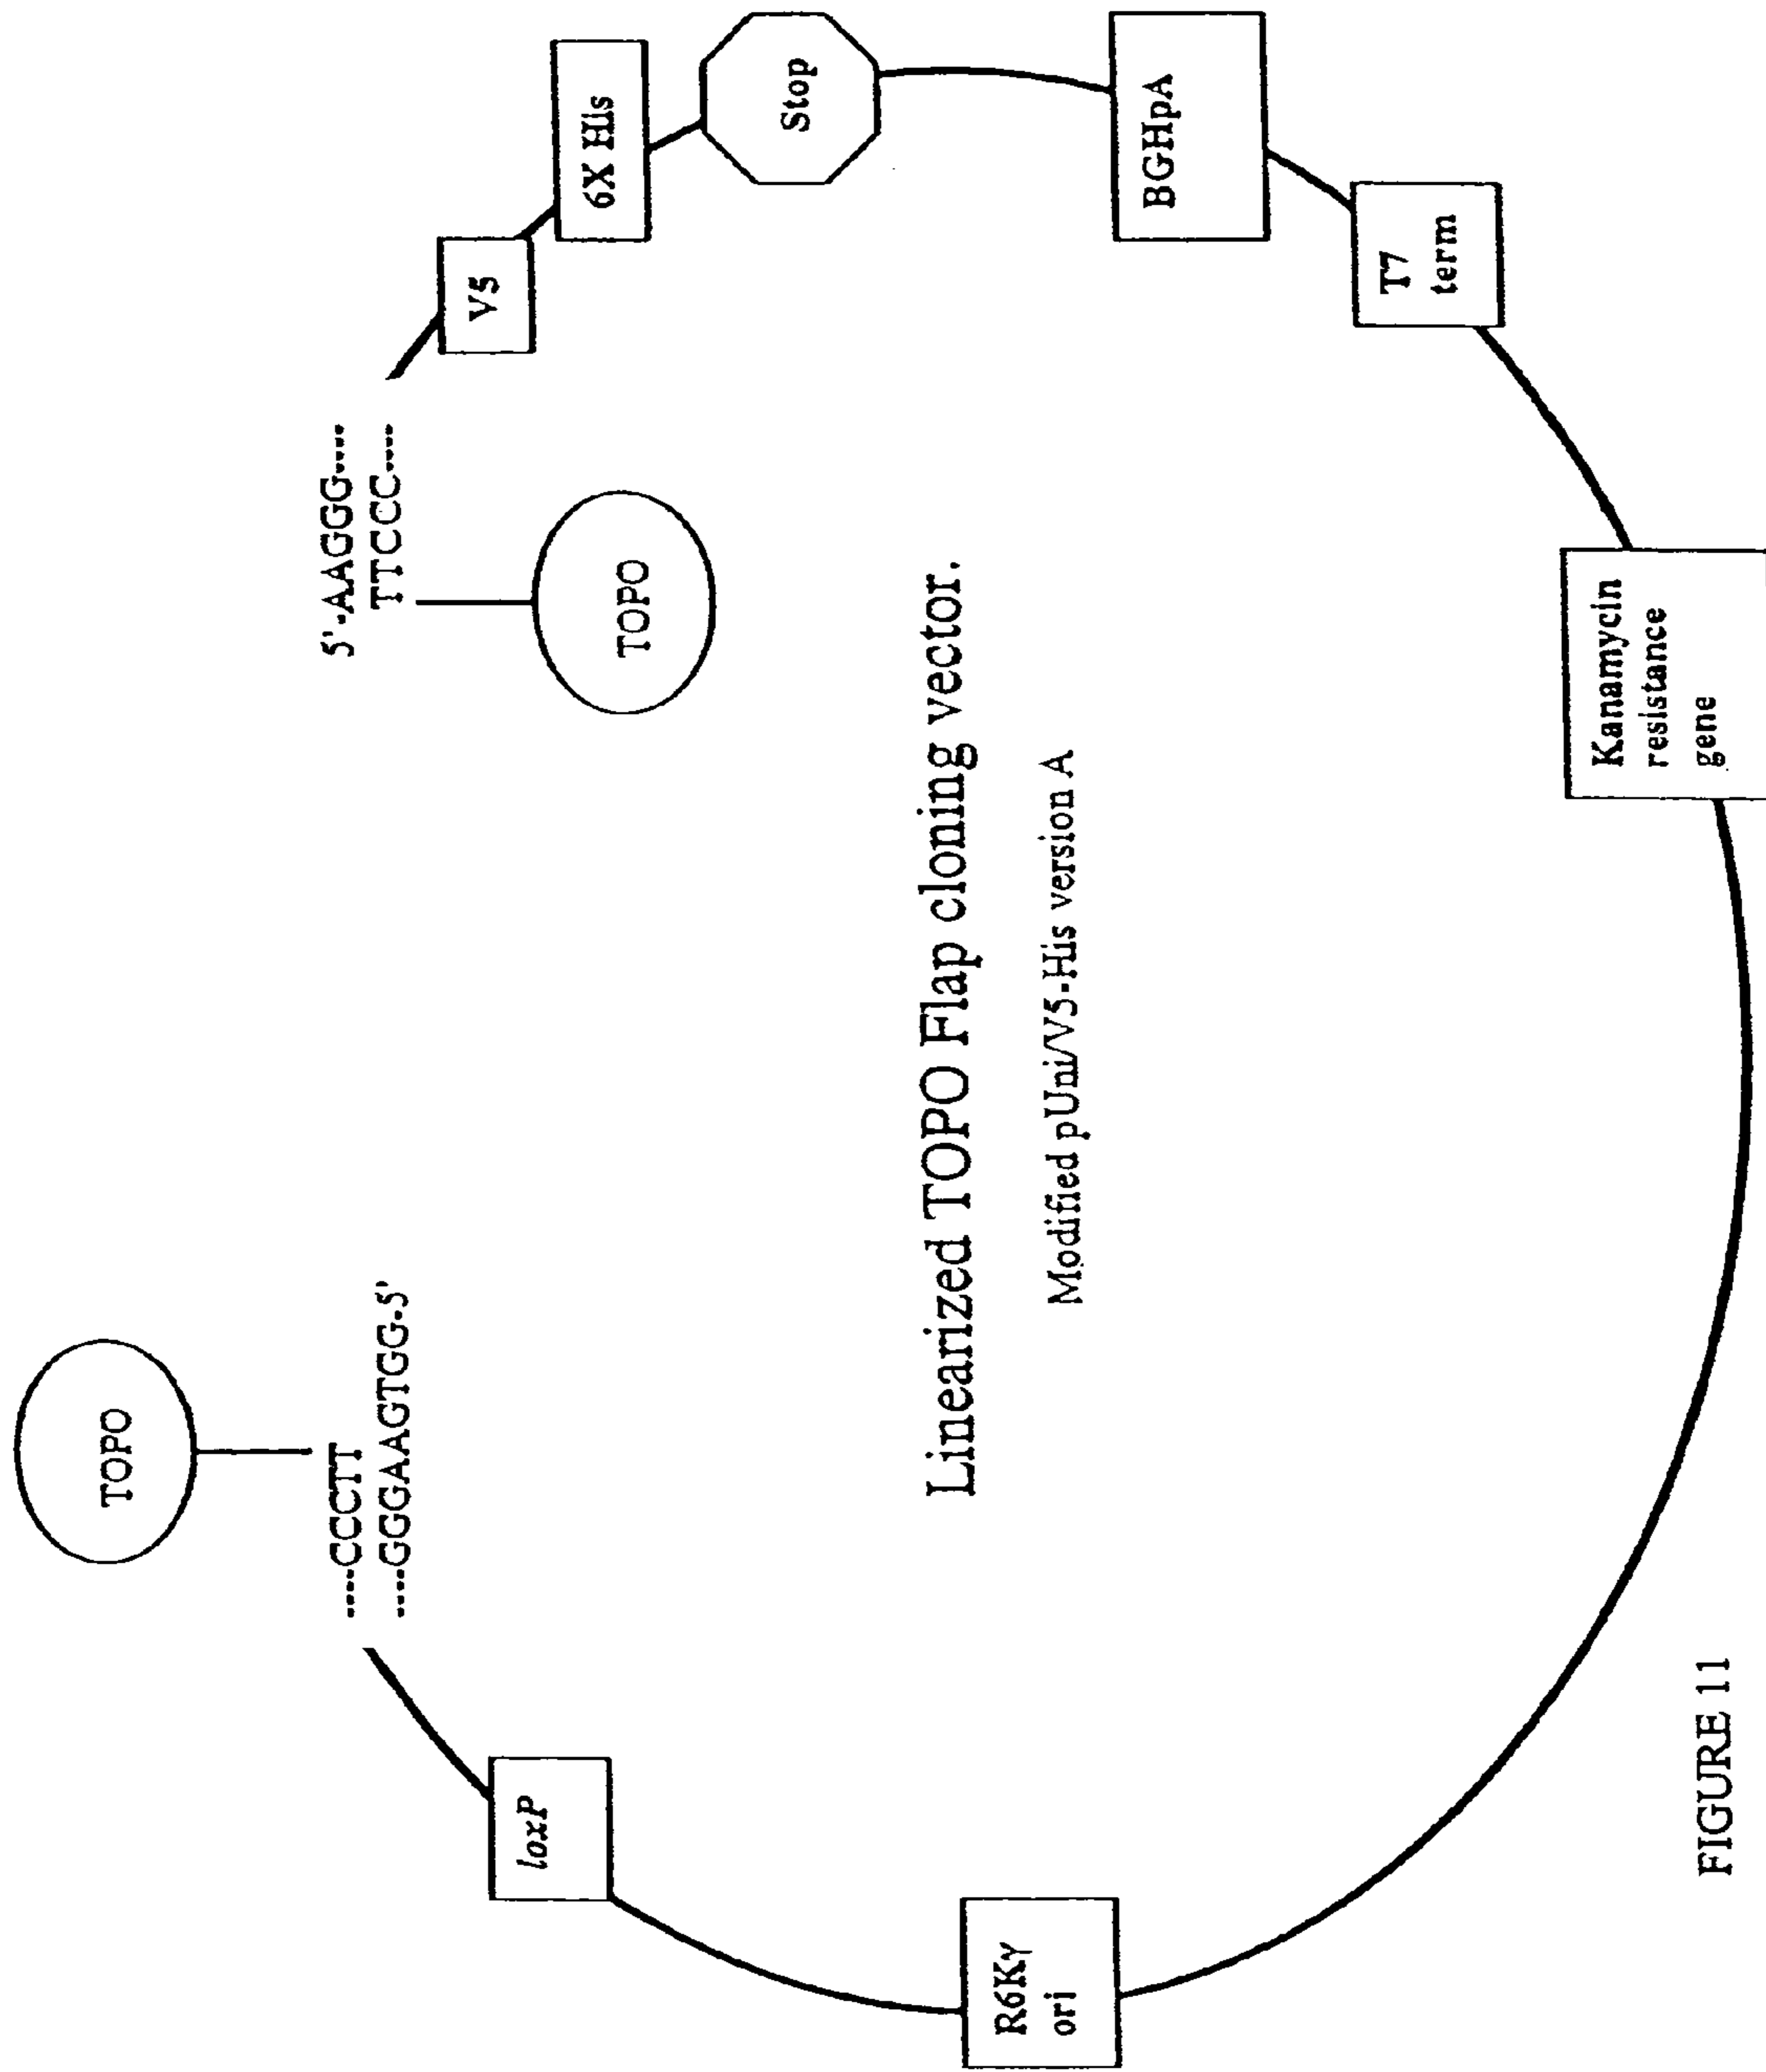 TOPO
----CCCTT
----GGGAAGTGG-5'
5'-AAGGG----
TTCCC----
TOPO
loxP
V5
6X His
Stop
R6Kγ
ori
Linearized TOPO Flap cloning vector.
Modified pUni/V5-His version A
BGHpA
T7
term
Kanamycin
resistance
gene
FIGURE 11